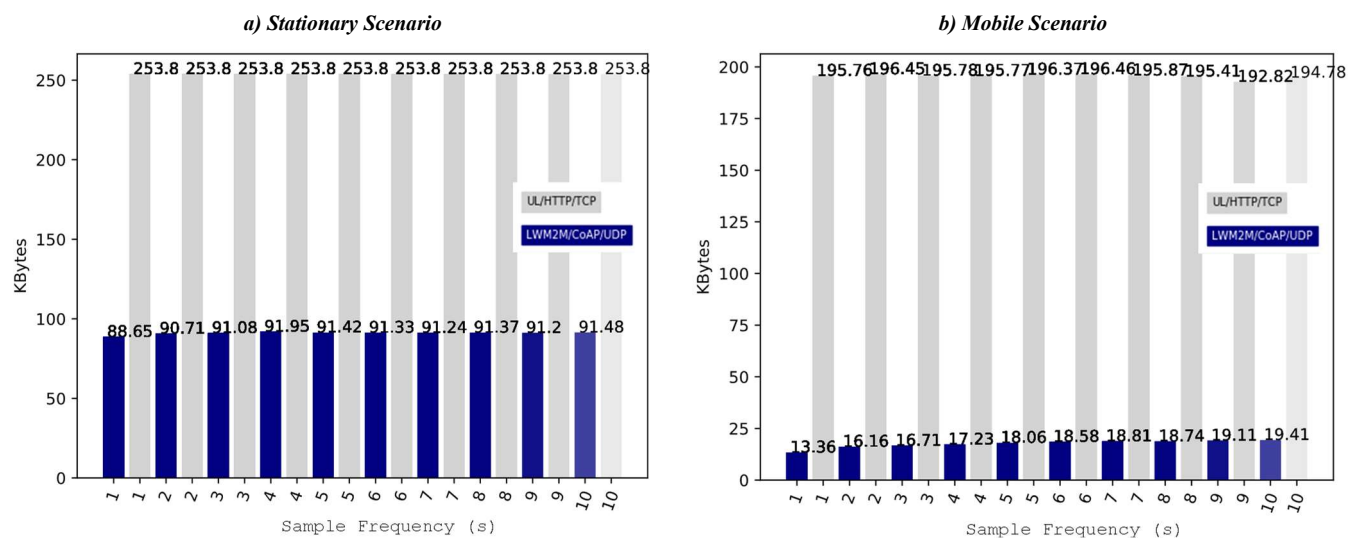 a) Stationary Scenario
253.8 253.8 253.8 253.8 253.8 253.8 253.8 253.8 253.8 253.8
250
200
150
100
50
0
KBytes
UL/HTTP/TCP
LWM2M/CoAP/UDP
88.65 90.71 91.08 91.95 91.42 91.33 91.24 91.37 91.2 91.48
1 1 2 2 3 3 4 4 5 5 6 6 7 7 8 8 9 9 10 10
Sample Frequency (s)
b) Mobile Scenario
195.76 196.45 195.78 195.77 196.37 196.46 195.87 195.41 192.82 194.78
200
175
150
125
100
75
50
25
0
KBytes
UL/HTTP/TCP
LWM2M/CoAP/UDP
13.36 16.16 16.71 17.23 18.06 18.58 18.81 18.74 19.11 19.41
1 1 2 2 3 3 4 4 5 5 6 6 7 7 8 8 9 9 10 10
Sample Frequency (s)